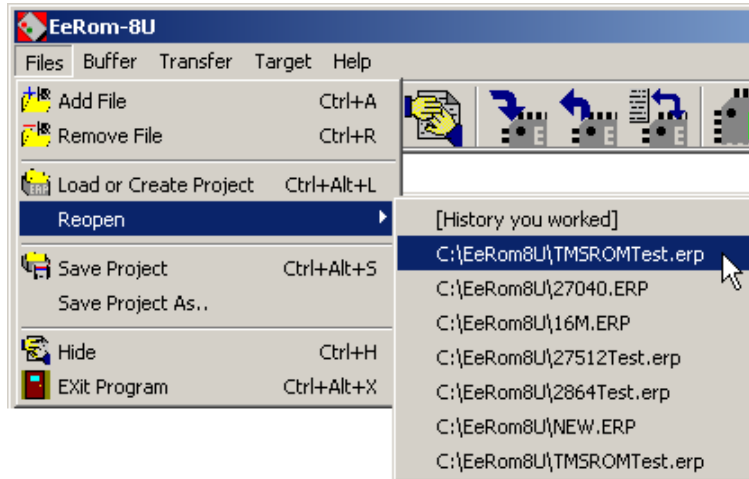 EeRom-8U
Files Buffer Transfer Target Help
Add File Ctrl+A
Remove File Ctrl+R
Load or Create Project Ctrl+Alt+L
Reopen
Save Project Ctrl+Alt+S
Save Project As..
Hide Ctrl+H
EXit Program Ctrl+Alt+X
[History you worked]
C:\EeRom8U\TMSROMTest.erp
C:\EeRom8U\27040.ERP
C:\EeRom8U\16M.ERP
C:\EeRom8U\27512Test.erp
C:\EeRom8U\2864Test.erp
C:\EeRom8U\NEW.ERP
C:\EeRom8U\TMSROMTest.erp